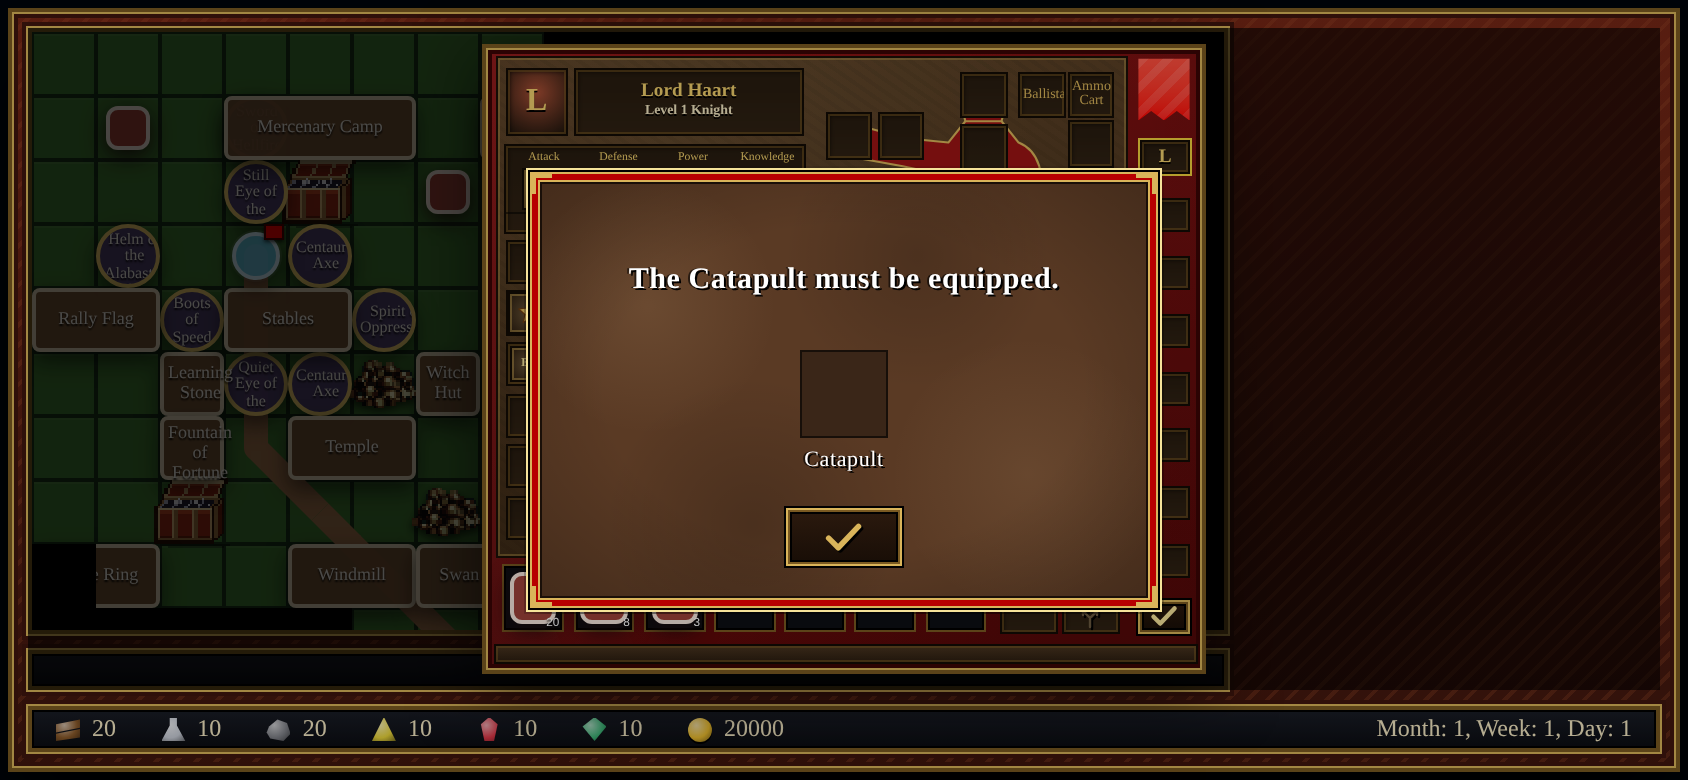 Mercenary Camp
Still
Eye of
the
Helm
the
Alabast
Centaur
Axe
Rally Flag
Boots
of
Speed
Stables
Spirit
Oppress
Learning
Stone
Quiet
Eye of
the
Centaur
Axe
Witch
Hut
Fountain
of
Fortune
Temple
Ring
Windmill
Swan
L
Lord Haart
Level 1 Knight
Ballista
Ammo
Cart
Attack
Defense
Power
Knowledge
L
The Catapult must be equipped.
Catapult
20
8
3
20
10
20
10
10
10
20000
Month: 1, Week: 1, Day: 1